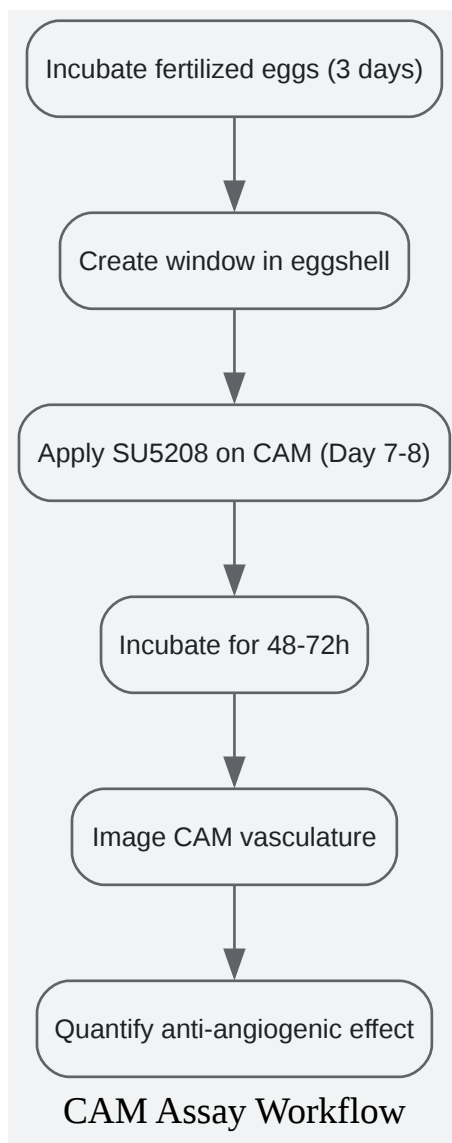 Incubate fertilized eggs (3 days)
Create window in eggshell
Apply SU5208 on CAM (Day 7-8)
Incubate for 48-72h
Image CAM vasculature
Quantify anti-angiogenic effect
CAM Assay Workflow